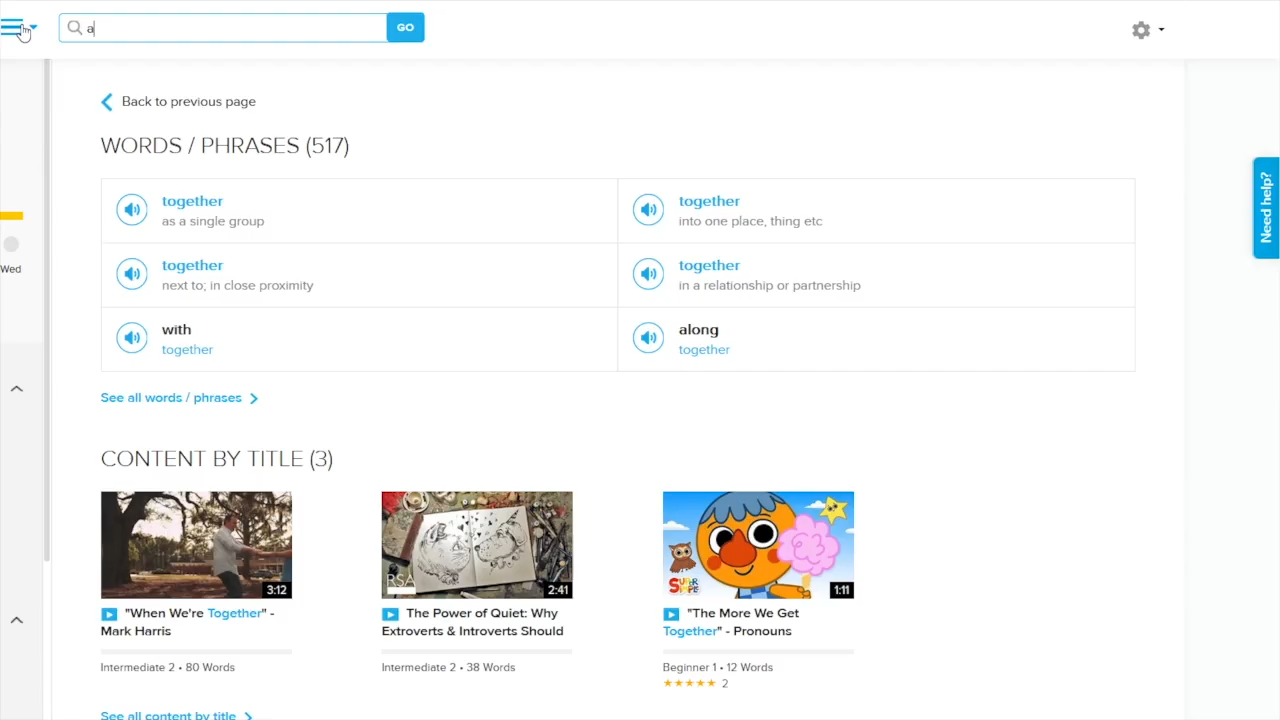 a
GO
Back to previous page
WORDS / PHRASES (517)
together
as a single group
together
into one place, thing etc
together
next to; in close proximity
together
in a relationship or partnership
with
together
along
together
See all words / phrases
CONTENT BY TITLE (3)
3:12
RSA
2:41
SUPER
SIMPLE
1:11
"When We're Together" -
Mark Harris
The Power of Quiet: Why
Extroverts & Introverts Should
"The More We Get
Together" - Pronouns
Intermediate 2 • 80 Words
Intermediate 2 • 38 Words
Beginner 1 • 12 Words
2
See all content by title
Wed
Need help?